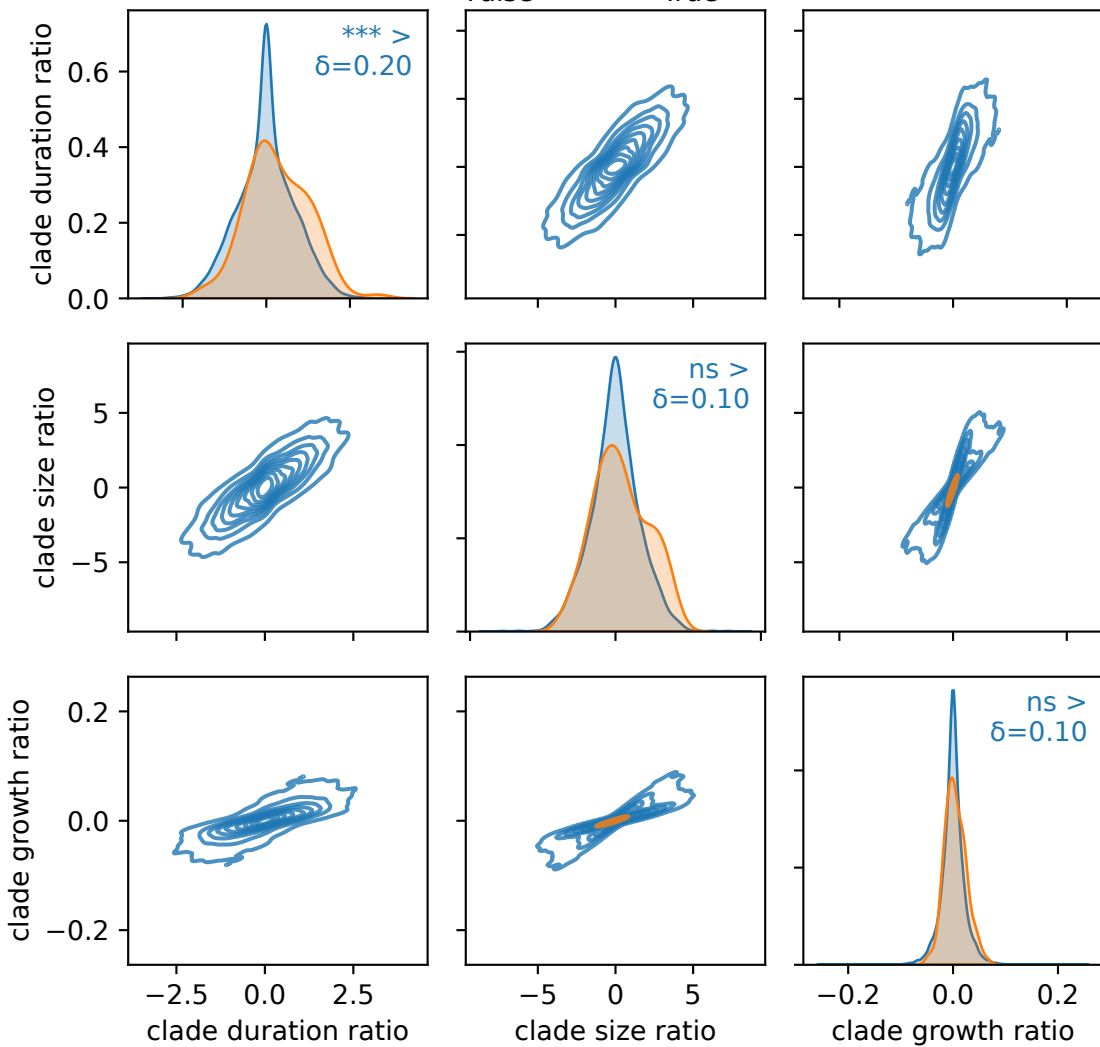 *** >
δ=0.20
clade duration ratio
0.6
0.4
0.2
0.0
ns >
δ=0.10
clade size ratio
5
0
−5
ns >
δ=0.10
clade growth ratio
0.2
0.0
−0.2
−2.5 0.0 2.5
−5 0 5
−0.2 0.0 0.2
clade duration ratio
clade size ratio
clade growth ratio